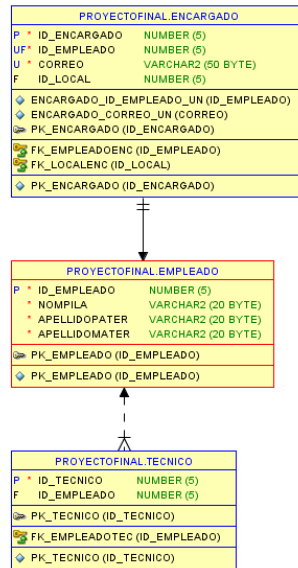 PROYECTOFINAL.ENCARGADO
P * ID_ENCARGADO NUMBER (5)
UF* ID_EMPLEADO NUMBER (5)
U * CORREO VARCHAR2 (50 BYTE)
F ID_LOCAL NUMBER (5)
ENCARGADO_ID_EMPLEADO_UN (ID_EMPLEADO)
ENCARGADO_CORREO_UN (CORREO)
PK_ENCARGADO (ID_ENCARGADO)
FK_EMPLEADOENC (ID_EMPLEADO)
FK_LOCALENC (ID_LOCAL)
PK_ENCARGADO (ID_ENCARGADO)
PROYECTOFINAL.EMPLEADO
P * ID_EMPLEADO NUMBER (5)
* NOMPILA VARCHAR2 (20 BYTE)
* APELLIDOPATER VARCHAR2 (20 BYTE)
* APELLIDOMATER VARCHAR2 (20 BYTE)
PK_EMPLEADO (ID_EMPLEADO)
PK_EMPLEADO (ID_EMPLEADO)
PROYECTOFINAL.TECNICO
P * ID_TECNICO NUMBER (5)
F ID_EMPLEADO NUMBER (5)
PK_TECNICO (ID_TECNICO)
FK_EMPLEADOTEC (ID_EMPLEADO)
PK_TECNICO (ID_TECNICO)